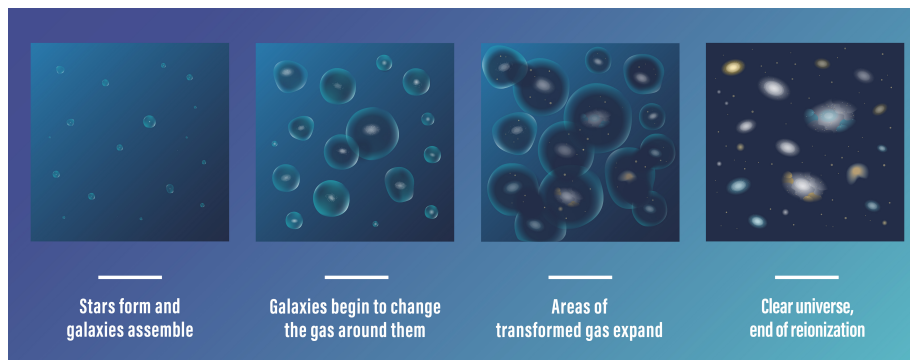 Stars form and
galaxies assemble
Galaxies begin to change
the gas around them
Areas of
transformed gas expand
Clear universe,
end of reionization